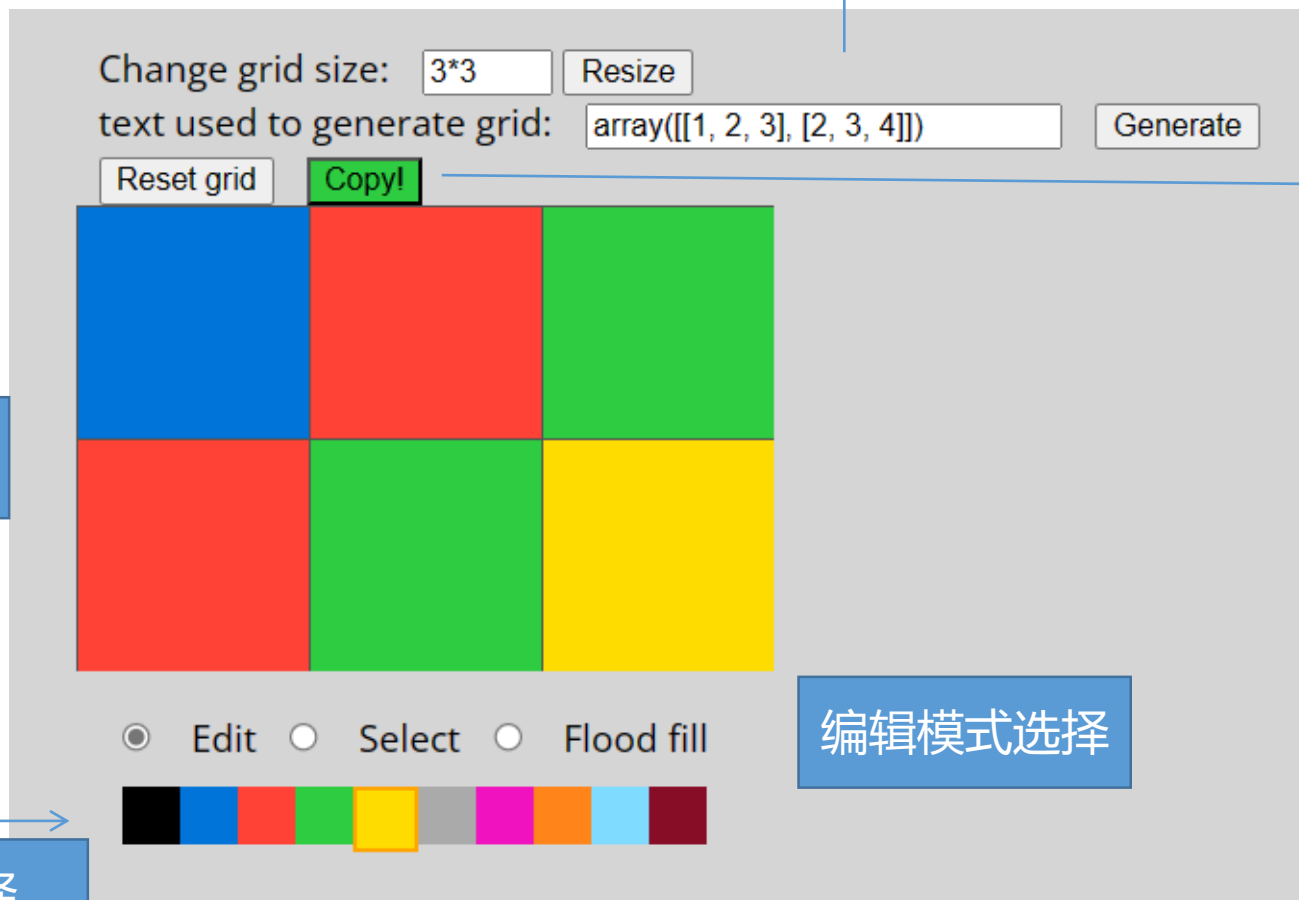 Change grid size: 3*3 Resize
text used to generate grid: array([[1, 2, 3], [2, 3, 4]]) Generate
Reset grid Copy!
Edit Select Flood fill
编辑模式选择